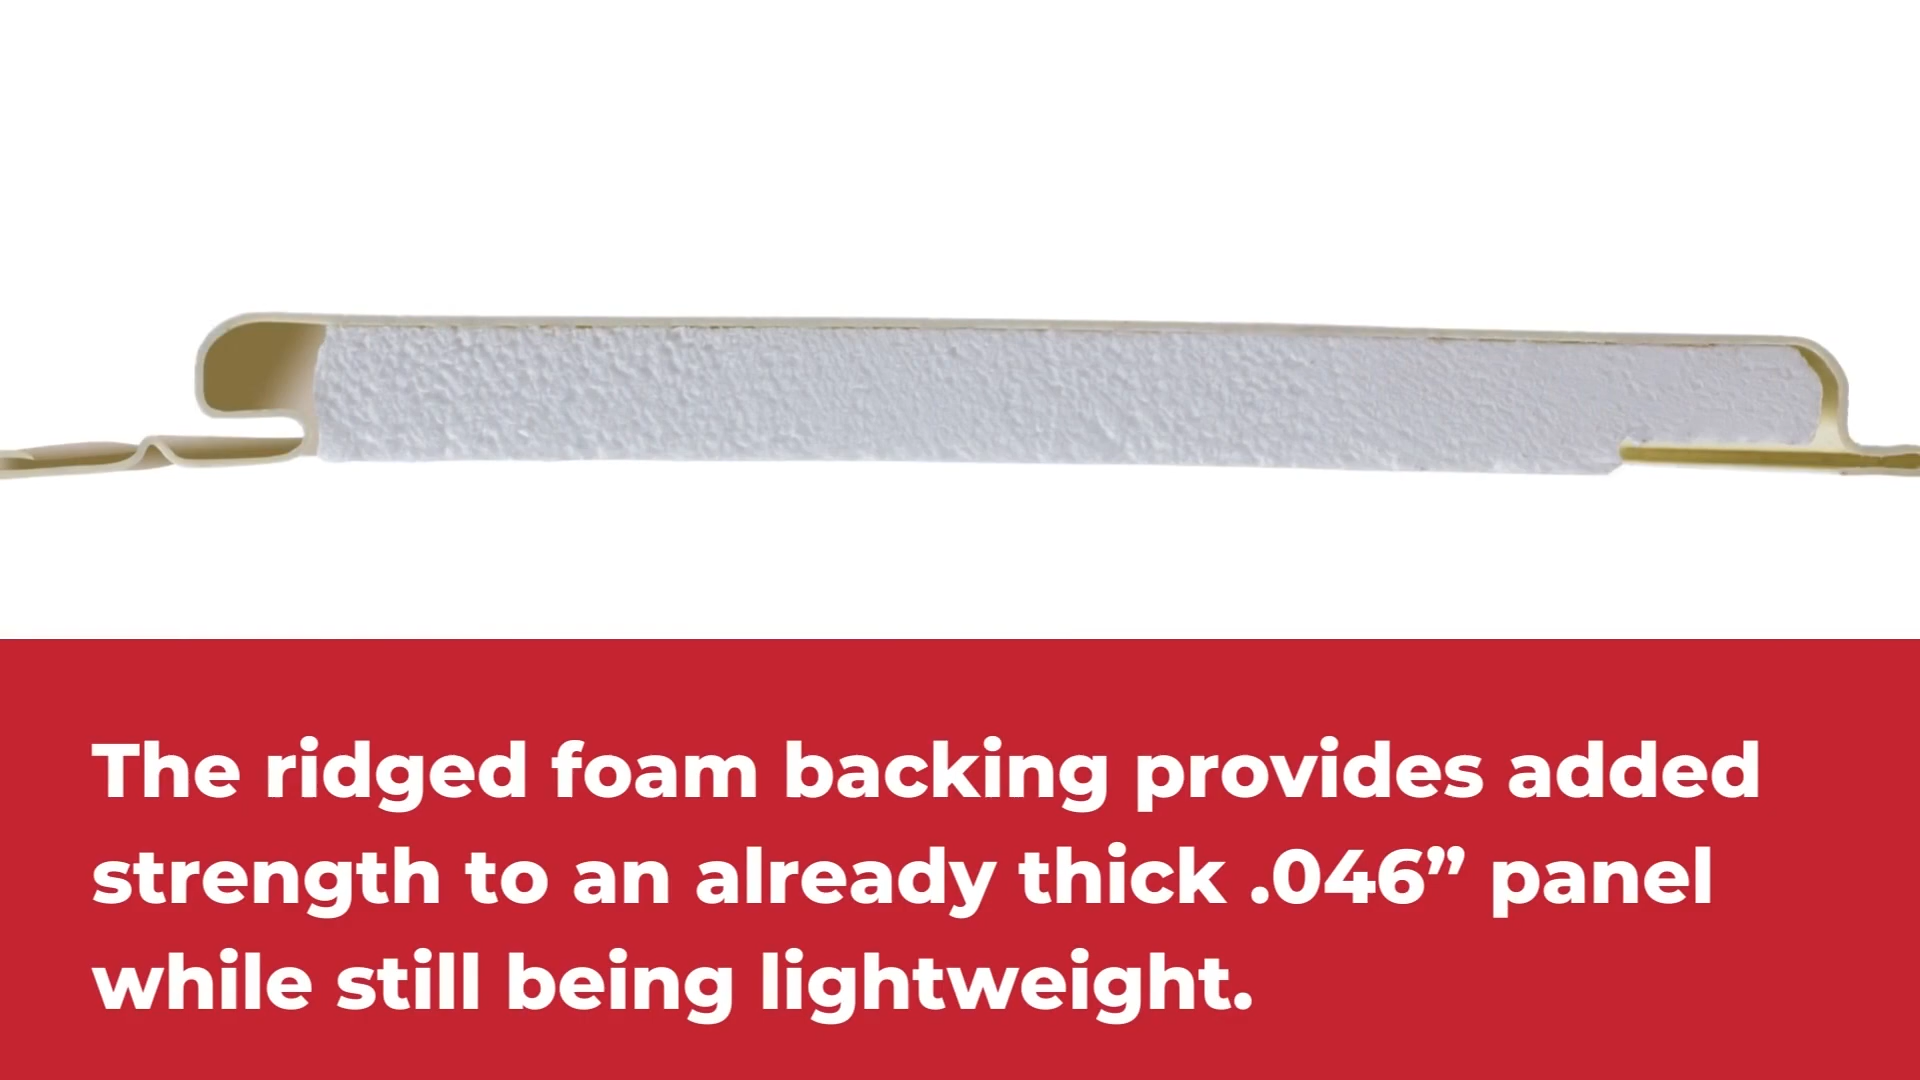 The ridged foam backing provides added
strength to an already thick .046” panel
while still being lightweight.